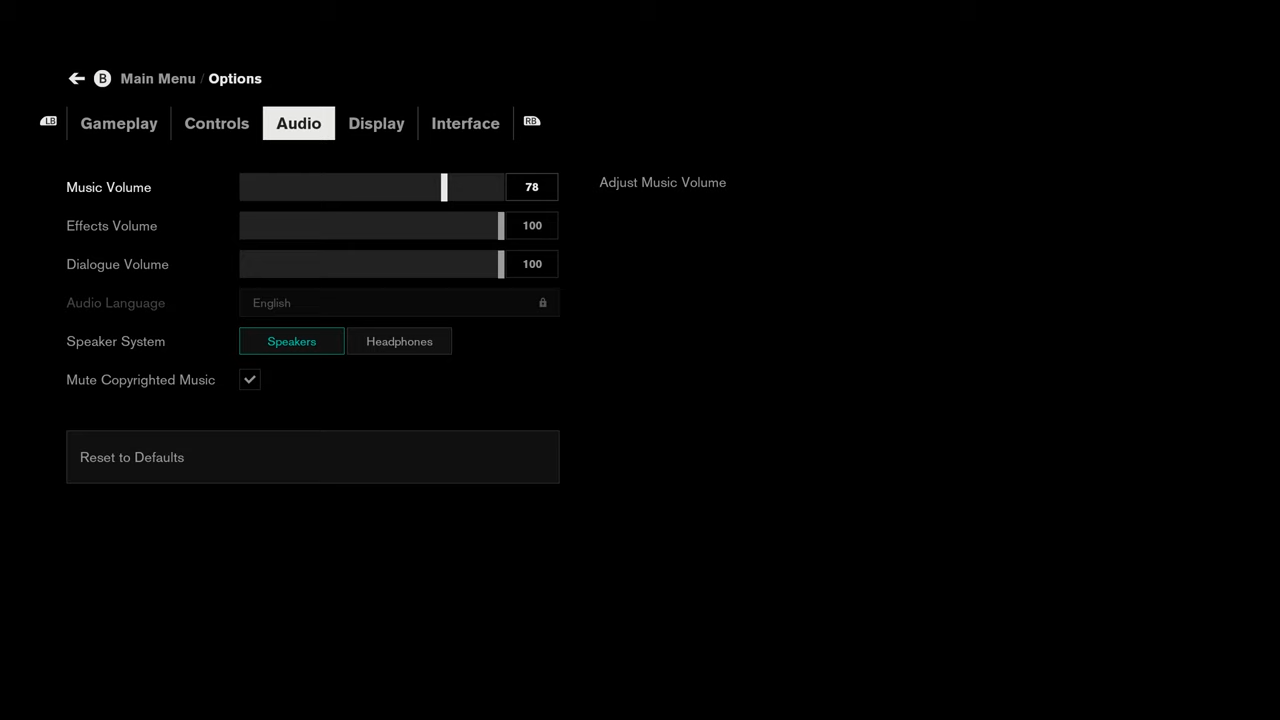 B Main Menu / Options
LB Gameplay Controls Audio Display Interface RB
Music Volume 78 Adjust Music Volume
Effects Volume 100
Dialogue Volume 100
Audio Language English
Speaker System Speakers Headphones
Mute Copyrighted Music
Reset to Defaults